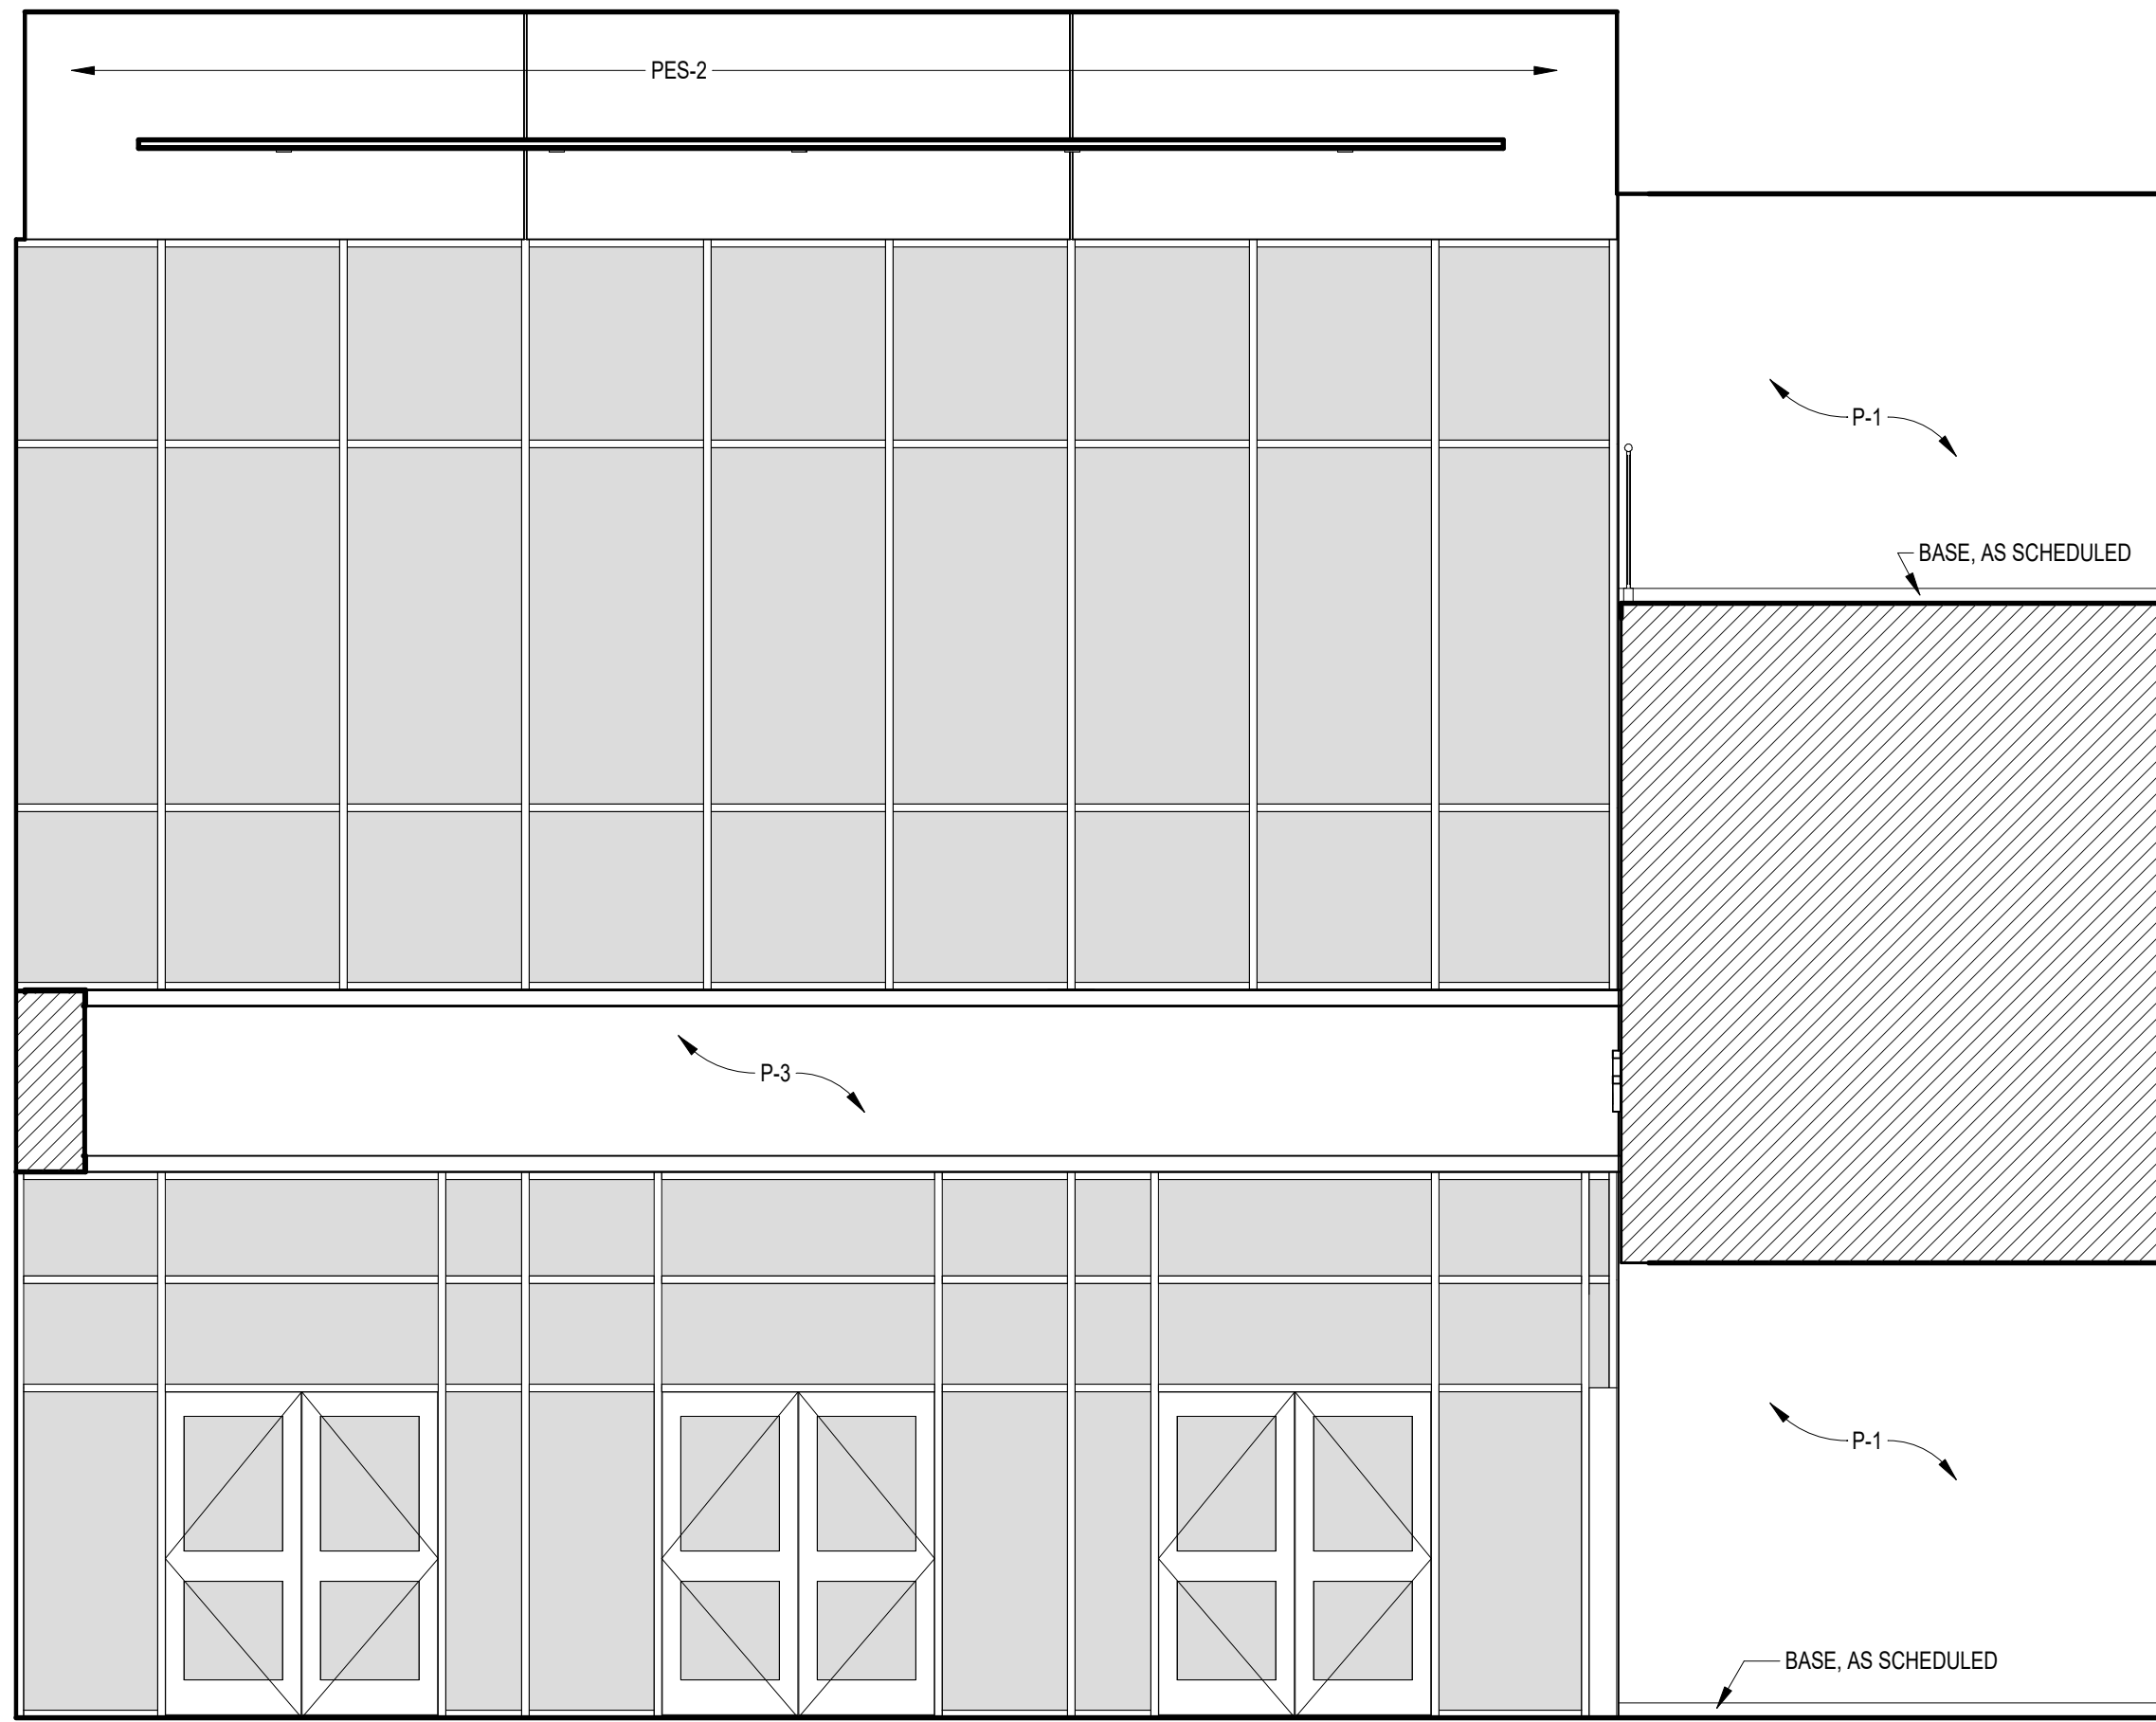 PES-2
P-1
BASE, AS SCHEDULED
P-3
P-1
BASE, AS SCHEDULED